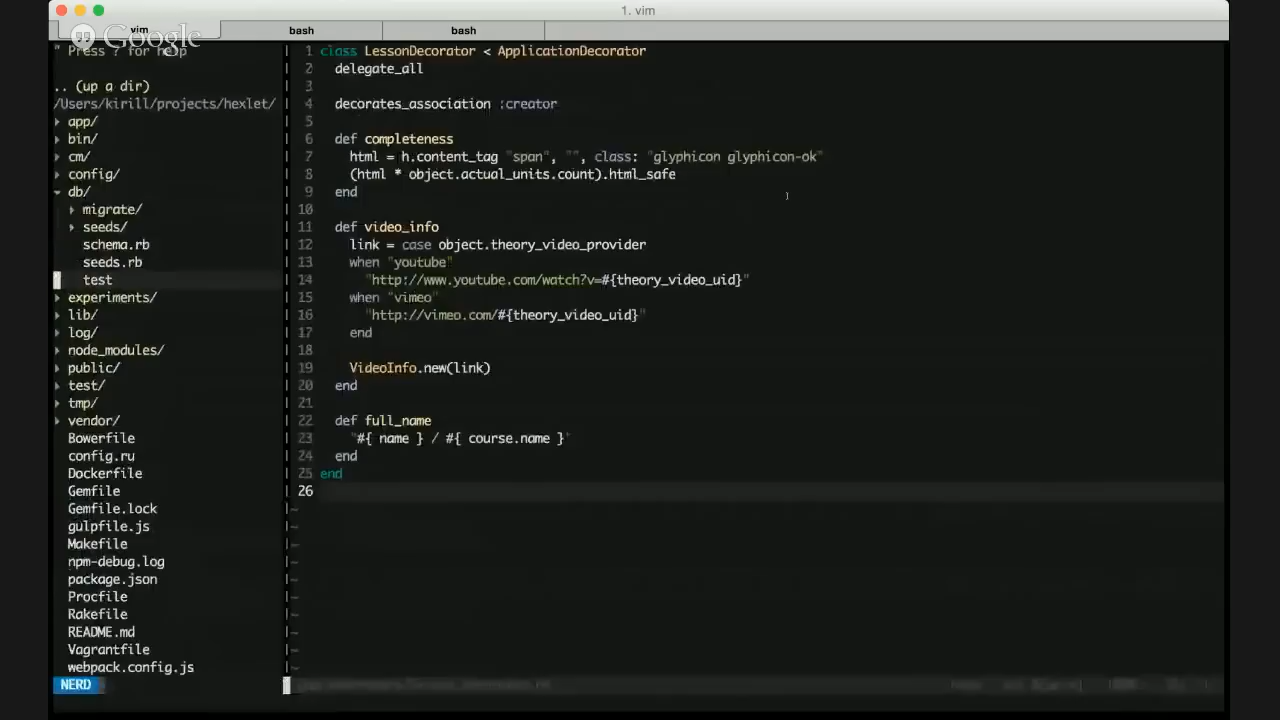 1. vim
vim
bash
bash
Google
" Press ? for help
.. (up a dir)
/Users/kirill/projects/hexlet/
▸ app/
▸ bin/
▸ cm/
▸ config/
▾ db/
▸ migrate/
▸ seeds/
schema.rb
seeds.rb
test
▸ experiments/
▸ lib/
▸ log/
▸ node_modules/
▸ public/
▸ test/
▸ tmp/
▸ vendor/
Bowerfile
config.ru
Dockerfile
Gemfile
Gemfile.lock
gulpfile.js
Makefile
npm-debug.log
package.json
Procfile
Rakefile
README.md
Vagrantfile
webpack.config.js
NERD
1 class LessonDecorator < ApplicationDecorator
2   delegate_all
3
4   decorates_association :creator
5
6   def completeness
7     html = h.content_tag "span", "", class: "glyphicon glyphicon-ok"
8     (html * object.actual_units.count).html_safe
9   end
10
11   def video_info
12     link = case object.theory_video_provider
13     when "youtube"
14       "http://www.youtube.com/watch?v=#{theory_video_uid}"
15     when "vimeo"
16       "http://vimeo.com/#{theory_video_uid}"
17     end
18
19     VideoInfo.new(link)
20   end
21
22   def full_name
23     "#{ name } / #{ course.name }"
24   end
25 end
26